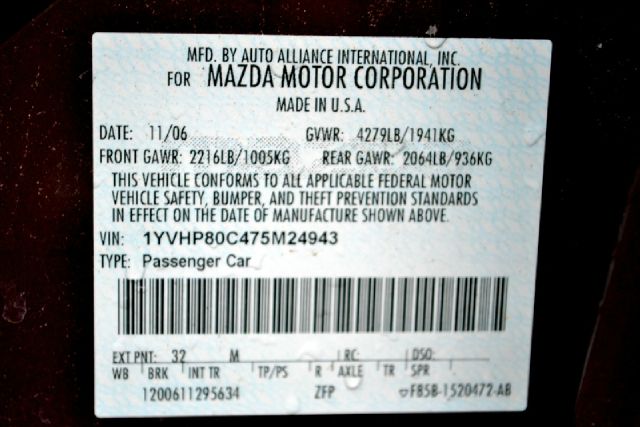 MFD. BY AUTO ALLIANCE INTERNATIONAL, INC.
FOR MAZDA MOTOR CORPORATION
MADE IN U.S.A.
DATE: 11/06 GVWR: 4279LB/1941KG
FRONT GAWR: 2216LB/1005KG REAR GAWR: 2064LB/936KG
THIS VEHICLE CONFORMS TO ALL APPLICABLE FEDERAL MOTOR
VEHICLE SAFETY, BUMPER, AND THEFT PREVENTION STANDARDS
IN EFFECT ON THE DATE OF MANUFACTURE SHOWN ABOVE.
VIN: 1YVHP80C475M24943
TYPE: Passenger Car
EXT PNT: 32 M RC: DSO:
WB BRK INT TR TP/PS R AXLE TR SPR
1200611295634 ZFP F85B-1520472-AB